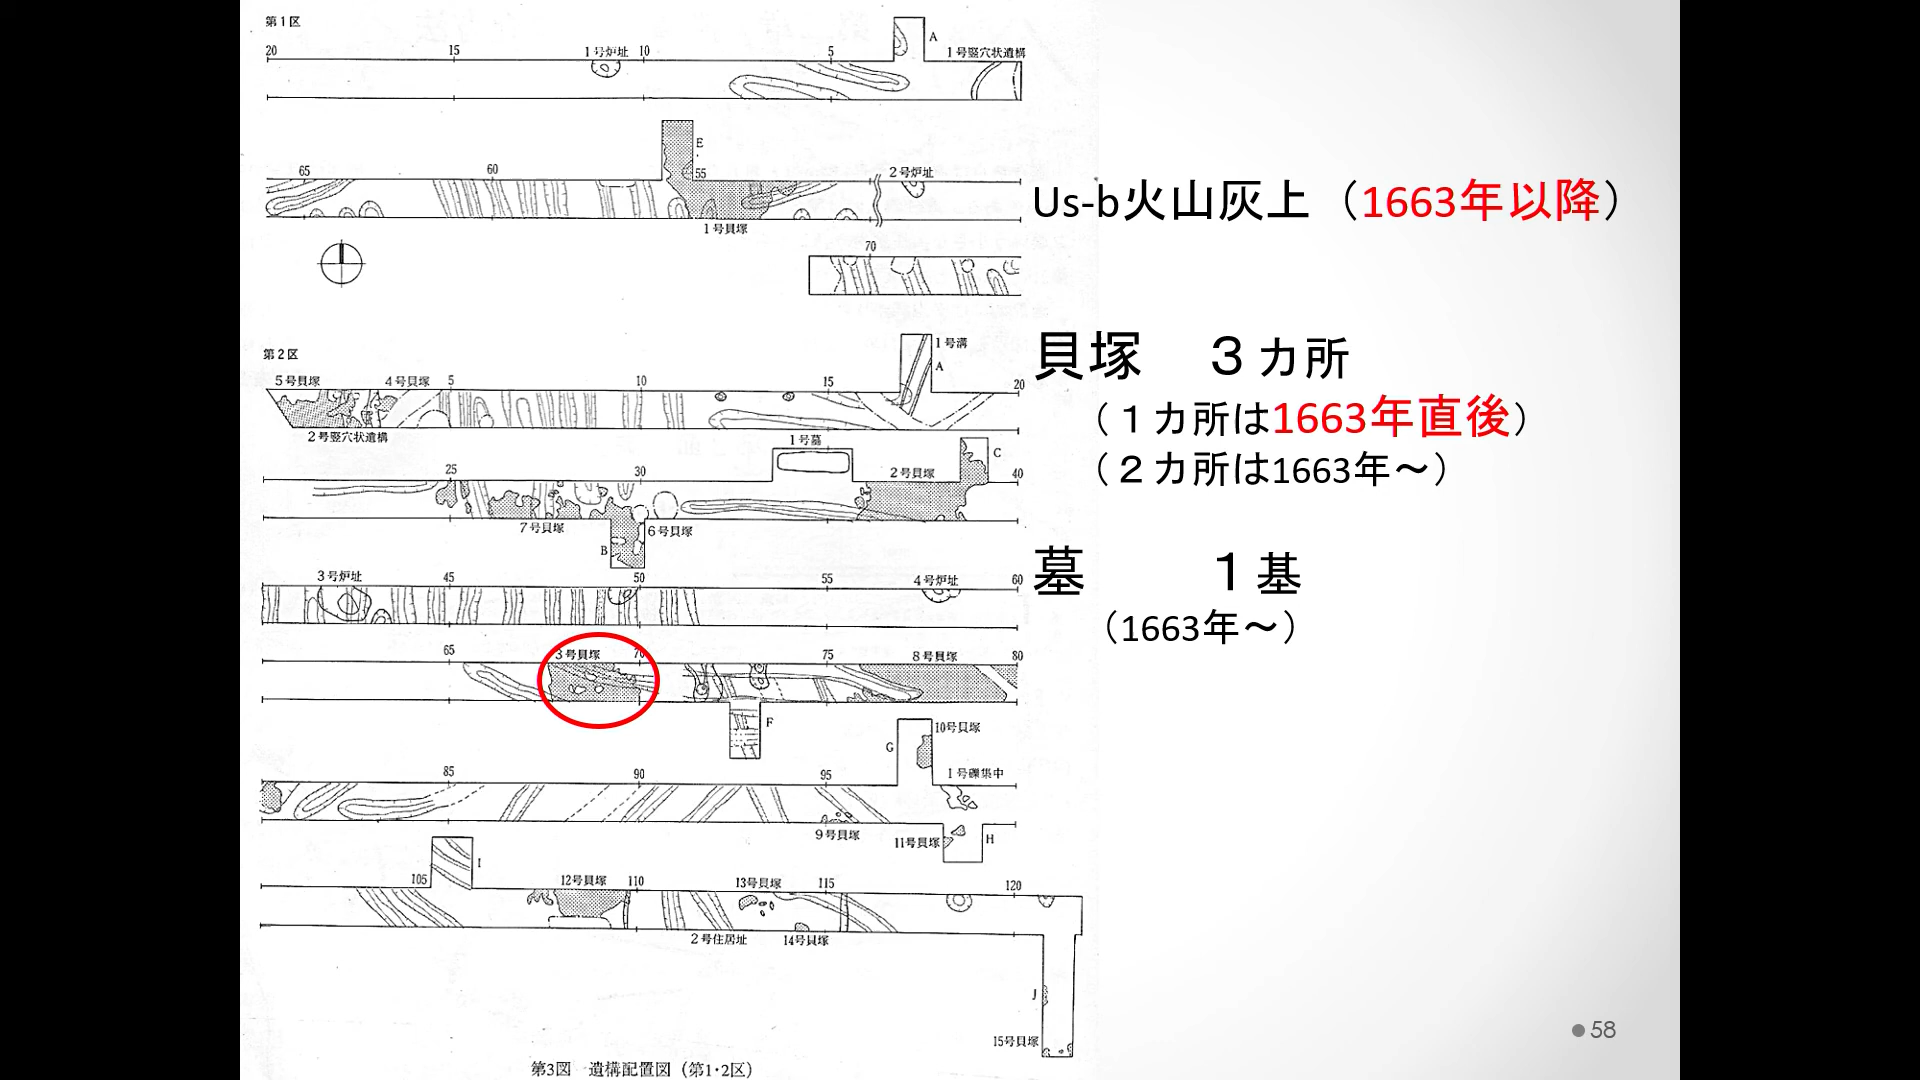 第1区
20 15 1号炉址 10 5 A 1号竪穴状遺構
E
65 60 55 2号炉址
1号貝塚
70
第2区
1号溝
A
5号貝塚 4号貝塚 5 10 15 20
2号竪穴状遺構
1号墓
C
25 30 2号貝塚 40
7号貝塚 6号貝塚
B
3号炉址 45 50 55 4号炉址 60
65 3号貝塚 70 75 8号貝塚 80
F
10号貝塚
G
85 90 95 1号礫集中
9号貝塚 11号貝塚 H
I
105 12号貝塚 110 13号貝塚 115 120
2号住居址 14号貝塚
J
15号貝塚
第3図 遺構配置図(第1・2区)
Us-b火山灰上（1663年以降）
貝塚 ３カ所
（１カ所は1663年直後）
（２カ所は1663年～）
墓 １基
（1663年～）
58